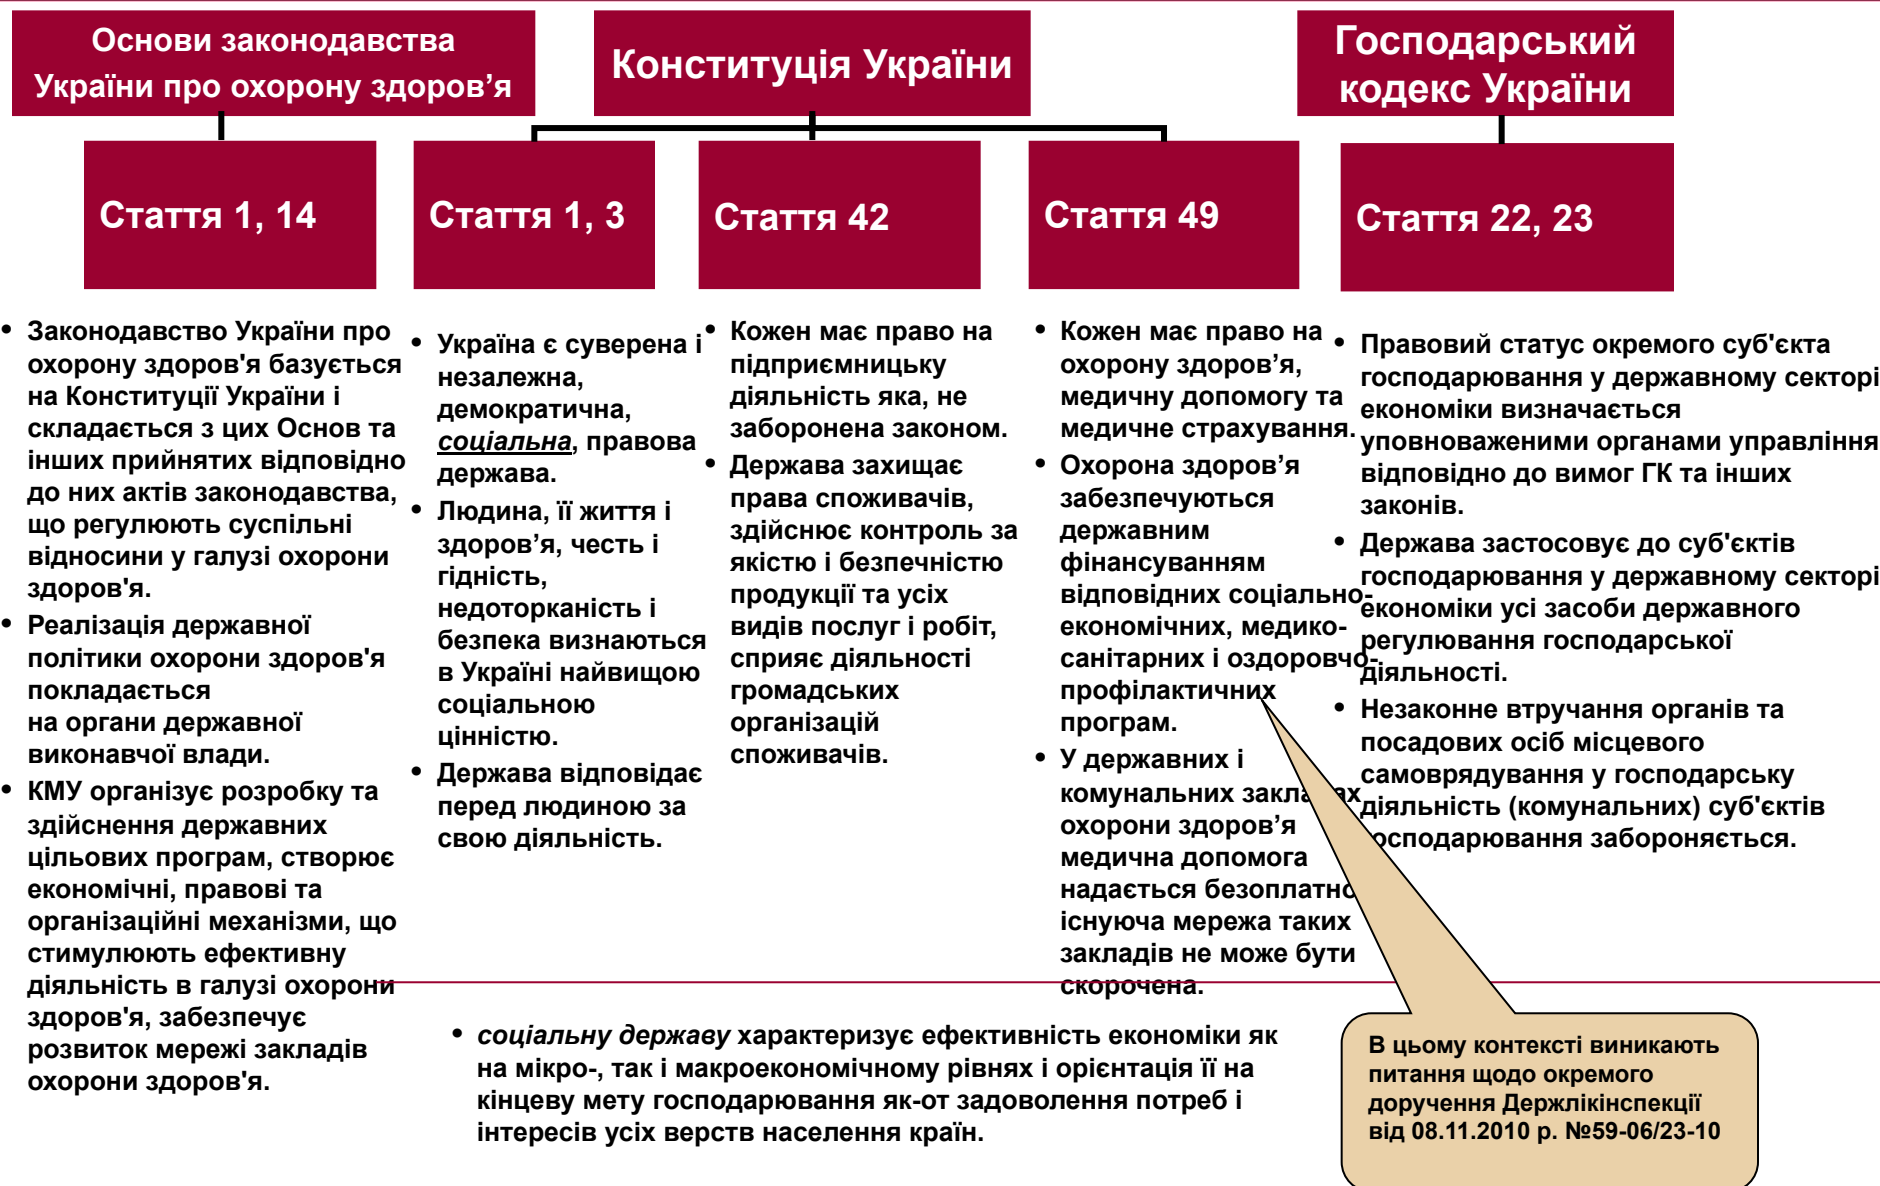 Основи законодавства
України про охорону здоров’я
Конституція України
Господарський
кодекс України
Стаття 1, 14
Стаття 1, 3
Стаття 42
Стаття 49
Стаття 22, 23
• Законодавство України про
охорону здоров'я базується
на Конституції України і
складається з цих Основ та
інших прийнятих відповідно
до них актів законодавства,
що регулюють суспільні
відносини у галузі охорони
здоров'я.
• Реалізація державної
політики охорони здоров'я
покладається
на органи державної
виконавчої влади.
• КМУ організує розробку та
здійснення державних
цільових програм, створює
економічні, правові та
організаційні механізми, що
стимулюють ефективну
діяльність в галузі охорони
здоров'я, забезпечує
розвиток мережі закладів
охорони здоров'я.
• Україна є суверена і
незалежна,
демократична,
соціальна, правова
держава.
• Людина, її життя і
здоров’я, честь і
гідність,
недоторканість і
безпека визнаються
в Україні найвищою
соціальною
цінністю.
• Держава відповідає
перед людиною за
свою діяльність.
• Кожен має право на
підприємницьку
діяльність яка, не
заборонена законом.
• Держава захищає
права споживачів,
здійснює контроль за
якістю і безпечністю
продукції та усіх
видів послуг і робіт,
сприяє діяльності
громадських
організацій
споживачів.
• Кожен має право на
охорону здоров’я,
медичну допомогу та
медичне страхування.
• Охорона здоров’я
забезпечуються
державним
фінансуванням
відповідних соціально-
економічних, медико-
санітарних і оздоровчо-
профілактичних
програм.
• У державних і
комунальних закладах
охорони здоров’я
медична допомога
надається безоплатно
існуюча мережа таких
закладів не може бути
скорочена.
• Правовий статус окремого суб'єкта
господарювання у державному секторі
економіки визначається
уповноваженими органами управління
відповідно до вимог ГК та інших
законів.
• Держава застосовує до суб'єктів
господарювання у державному секторі
економіки усі засоби державного
регулювання господарської
діяльності.
• Незаконне втручання органів та
посадових осіб місцевого
самоврядування у господарську
діяльність (комунальних) суб'єктів
господарювання забороняється.
• соціальну державу характеризує ефективність економіки як
на мікро-, так і макроекономічному рівнях і орієнтація її на
кінцеву мету господарювання як-от задоволення потреб і
інтересів усіх верств населення країн.
В цьому контексті виникають
питання щодо окремого
доручення Держлікінспекції
від 08.11.2010 р. №59-06/23-10